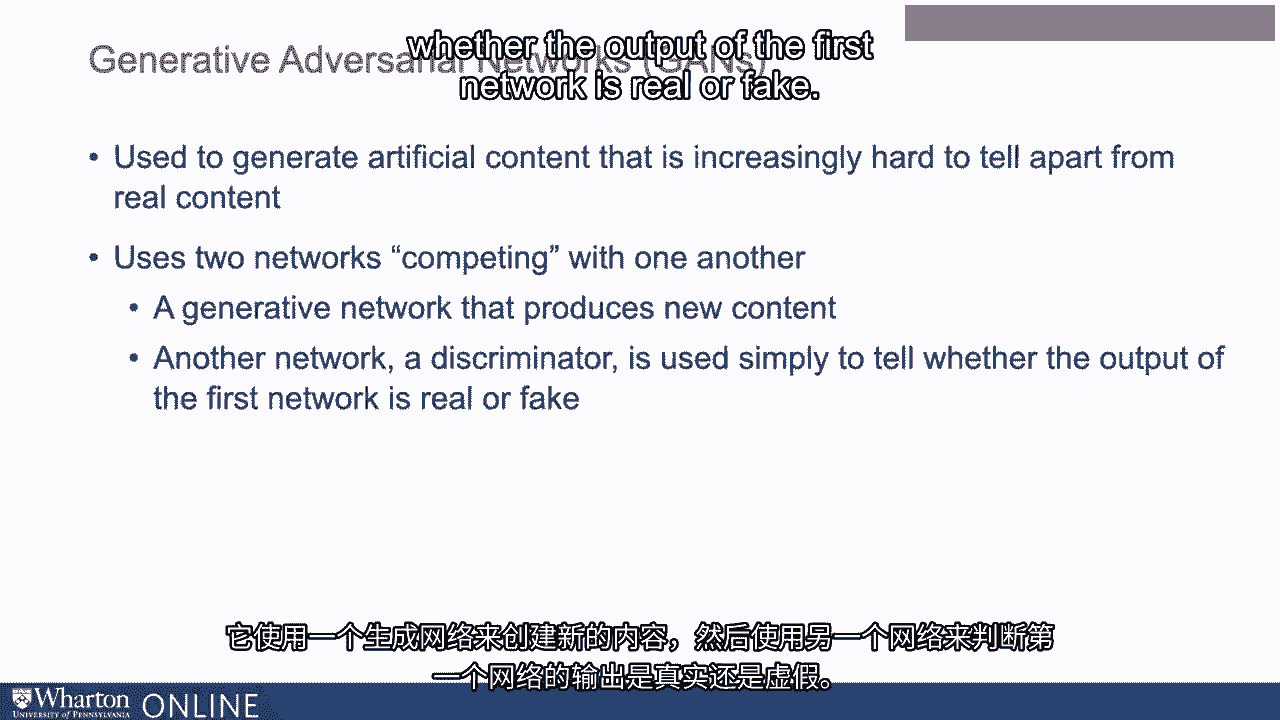 whether the output of the first
network is real or fake.
Generative Adversarial Networks (GANs)
• Used to generate artificial content that is increasingly hard to tell apart from
real content
• Uses two networks “competing” with one another
• A generative network that produces new content
• Another network, a discriminator, is used simply to tell whether the output of
the first network is real or fake
它使用一个生成网络来创建新的内容，然后使用另一个网络来判断第
一个网络的输出是真实还是虚假。
Wharton
UNIVERSITY of PENNSYLVANIA
ONLINE